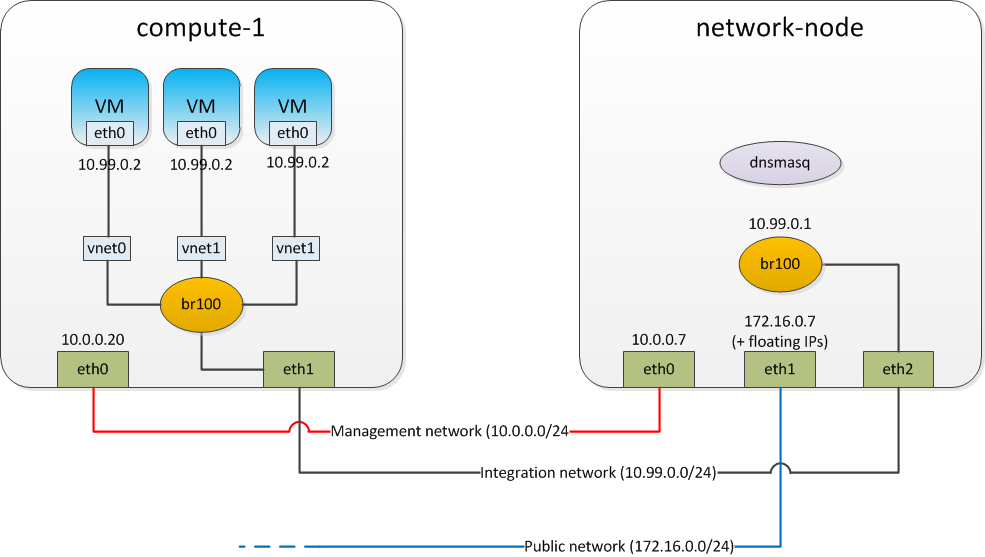 compute-1
network-node
VM
VM
VM
eth0
eth0
eth0
10.99.0.2
10.99.0.2
10.99.0.2
dnsmasq
10.99.0.1
vnet0
vnet1
vnet1
br100
br100
172.16.0.7
(+ floating IPs)
10.0.0.20
10.0.0.7
eth0
eth1
eth0
eth1
eth2
Management network (10.0.0.0/24
Integration network (10.99.0.0/24)
Public network (172.16.0.0/24)